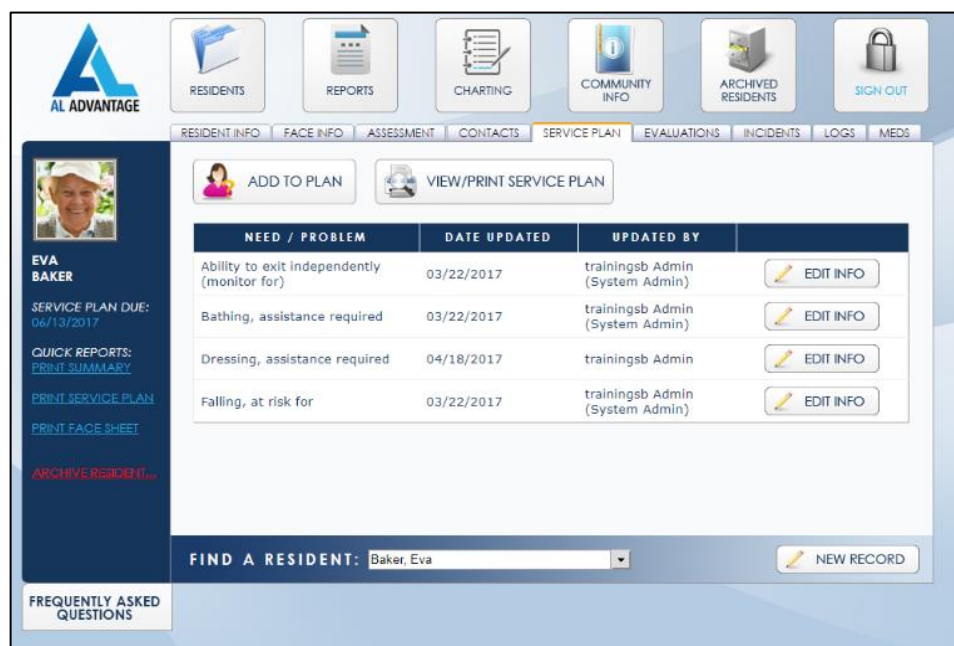 AL ADVANTAGE
RESIDENTS
REPORTS
CHARTING
COMMUNITY
INFO
ARCHIVED
RESIDENTS
SIGN OUT
RESIDENT INFO
FACE INFO
ASSESSMENT
CONTACTS
SERVICE PLAN
EVALUATIONS
INCIDENTS
LOGS
MEDS
EVA
BAKER
SERVICE PLAN DUE:
06/13/2017
QUICK REPORTS:
PRINT SUMMARY
PRINT SERVICE PLAN
PRINT FACE SHEET
ARCHIVE RESIDENT...
ADD TO PLAN
VIEW/PRINT SERVICE PLAN
NEED / PROBLEM DATE UPDATED UPDATED BY
Ability to exit independently
(monitor for)
03/22/2017
trainingsb Admin
(System Admin)
EDIT INFO
Bathing, assistance required
03/22/2017
trainingsb Admin
(System Admin)
EDIT INFO
Dressing, assistance required
04/18/2017
trainingsb Admin
EDIT INFO
Falling, at risk for
03/22/2017
trainingsb Admin
(System Admin)
EDIT INFO
FIND A RESIDENT: Baker, Eva
NEW RECORD
FREQUENTLY ASKED
QUESTIONS